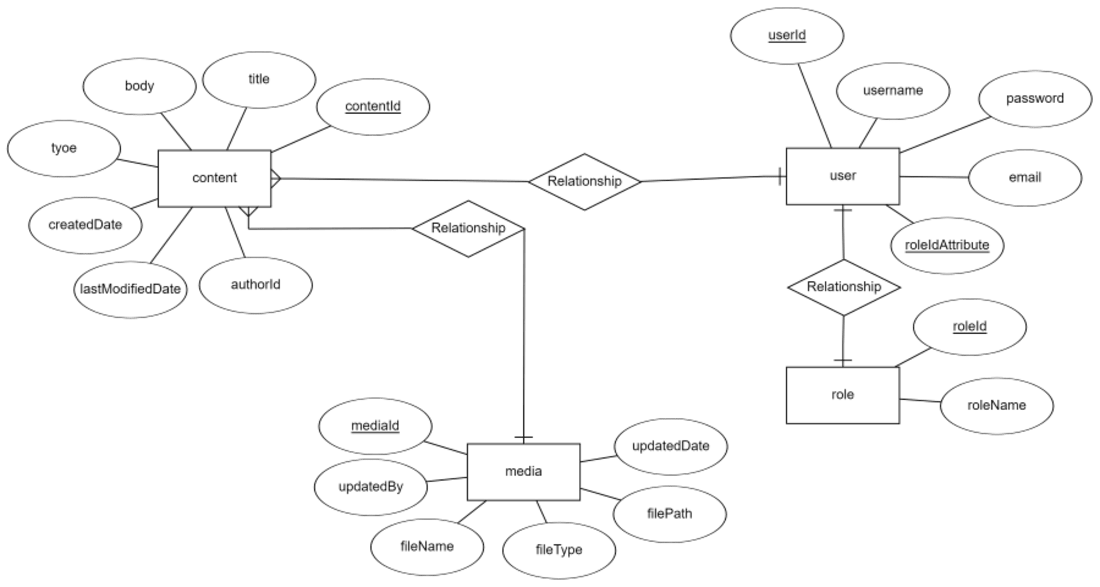 userId
title
body
username
password
contentId
tyoe
content
Relationship
user
email
createdDate
Relationship
roleIdAttribute
lastModifiedDate
authorId
Relationship
roleId
role
roleName
mediaId
updatedDate
media
updatedBy
filePath
fileName
fileType